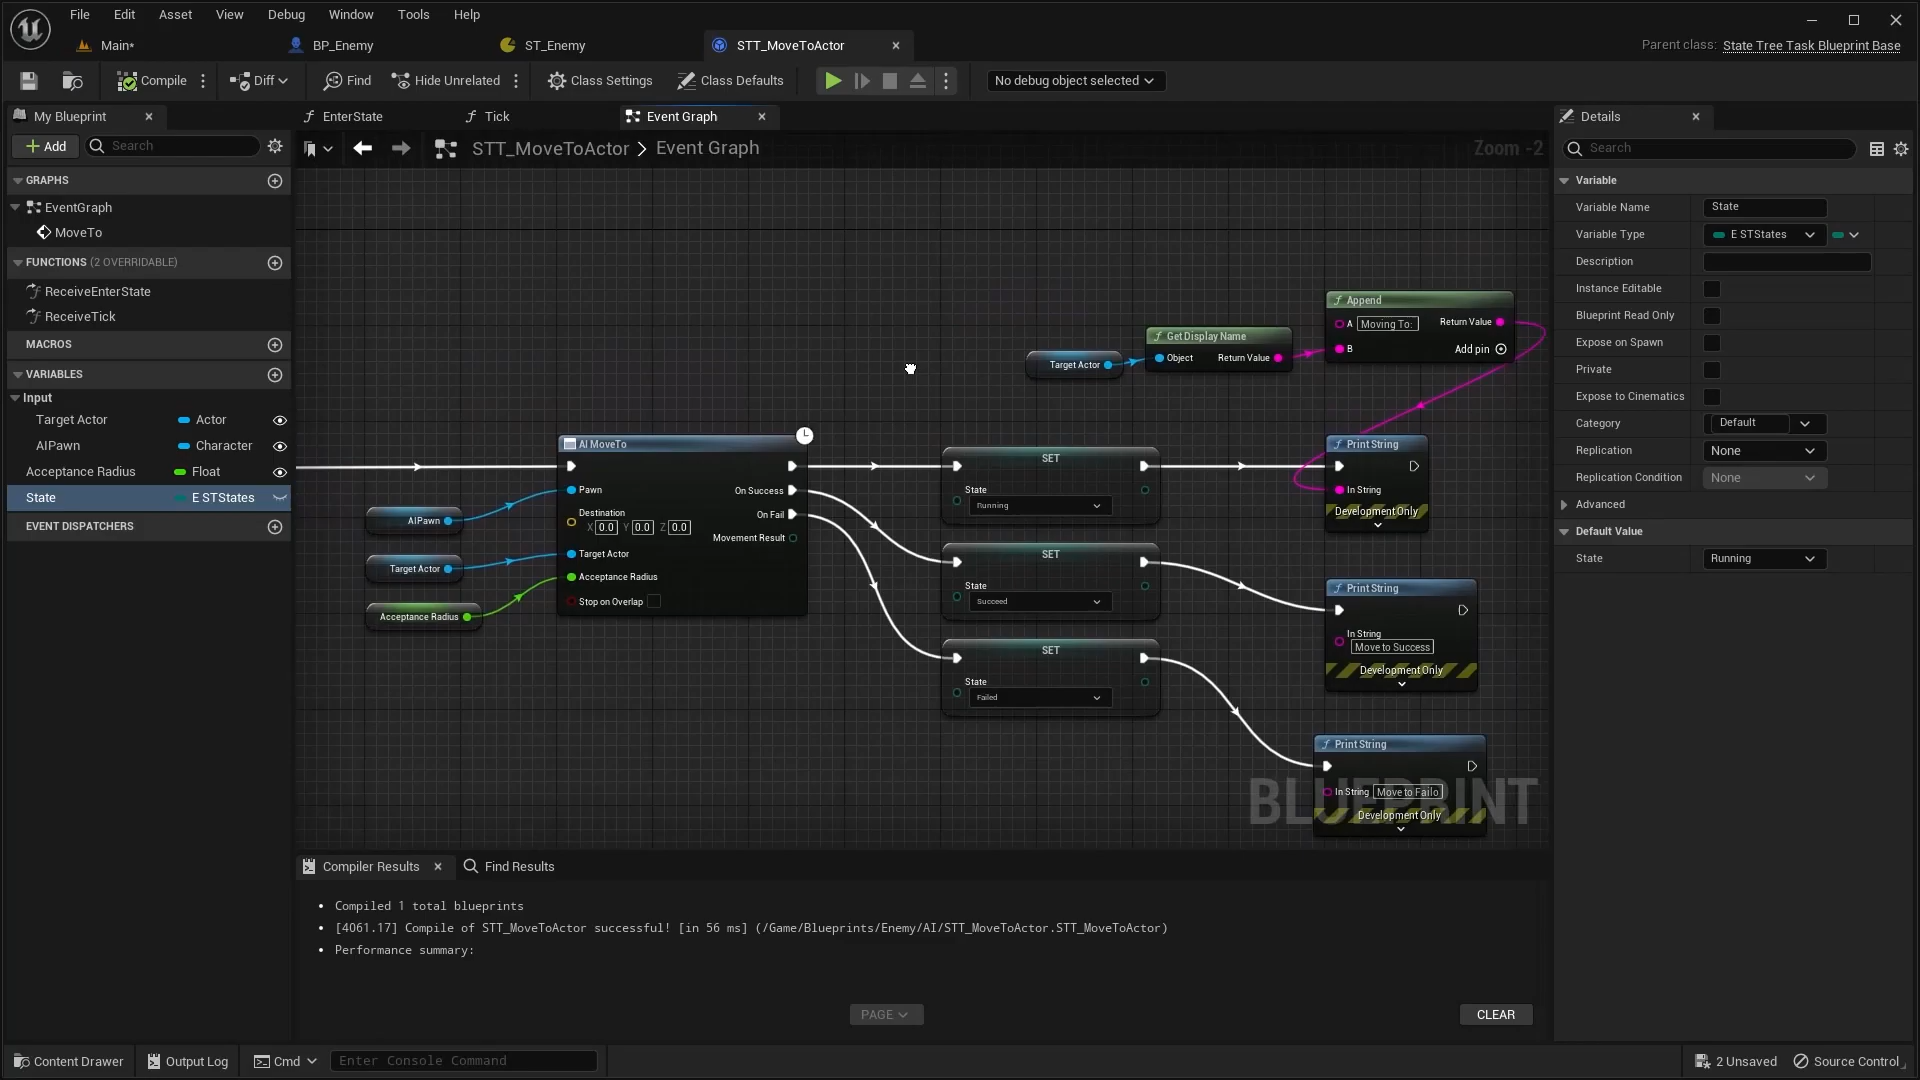 File Edit Asset View Debug Window Tools Help
Main* BP_Enemy ST_Enemy STT_MoveToActor
Parent class: State Tree Task Blueprint Base
Compile Diff Find Hide Unrelated Class Settings Class Defaults No debug object selected
My Blueprint
Add Search
GRAPHS
EventGraph
MoveTo
FUNCTIONS (2 OVERRIDABLE)
ReceiveEnterState
ReceiveTick
MACROS
VARIABLES
Input
Target Actor Actor
AIPawn Character
Acceptance Radius Float
State E STStates
EVENT DISPATCHERS
EnterState Tick Event Graph
STT_MoveToActor > Event Graph
Zoom -2
Append
A Moving To: Return Value
B Add pin
Get Display Name
Object Return Value
Target Actor
AI MoveTo
Pawn On Success
Destination
X 0.0 Y 0.0 Z 0.0
On Fail
Movement Result
Target Actor
Acceptance Radius
Stop on Overlap
AIPawn
Target Actor
Acceptance Radius
SET
State
Running
SET
State
Succeed
SET
State
Failed
Print String
In String
Development Only
Print String
In String
Move to Success
Development Only
Print String
In String Move to Failo
Development Only
BLUEPRINT
Compiler Results Find Results
Compiled 1 total blueprints
[4061.17] Compile of STT_MoveToActor successful! [in 56 ms] (/Game/Blueprints/Enemy/AI/STT_MoveToActor.STT_MoveToActor)
Performance summary:
PAGE CLEAR
Details
Search
Variable
Variable Name State
Variable Type E STStates
Description
Instance Editable
Blueprint Read Only
Expose on Spawn
Private
Expose to Cinematics
Category Default
Replication None
Replication Condition None
Advanced
Default Value
State Running
Content Drawer Output Log Cmd Enter Console Command 2 Unsaved Source Control